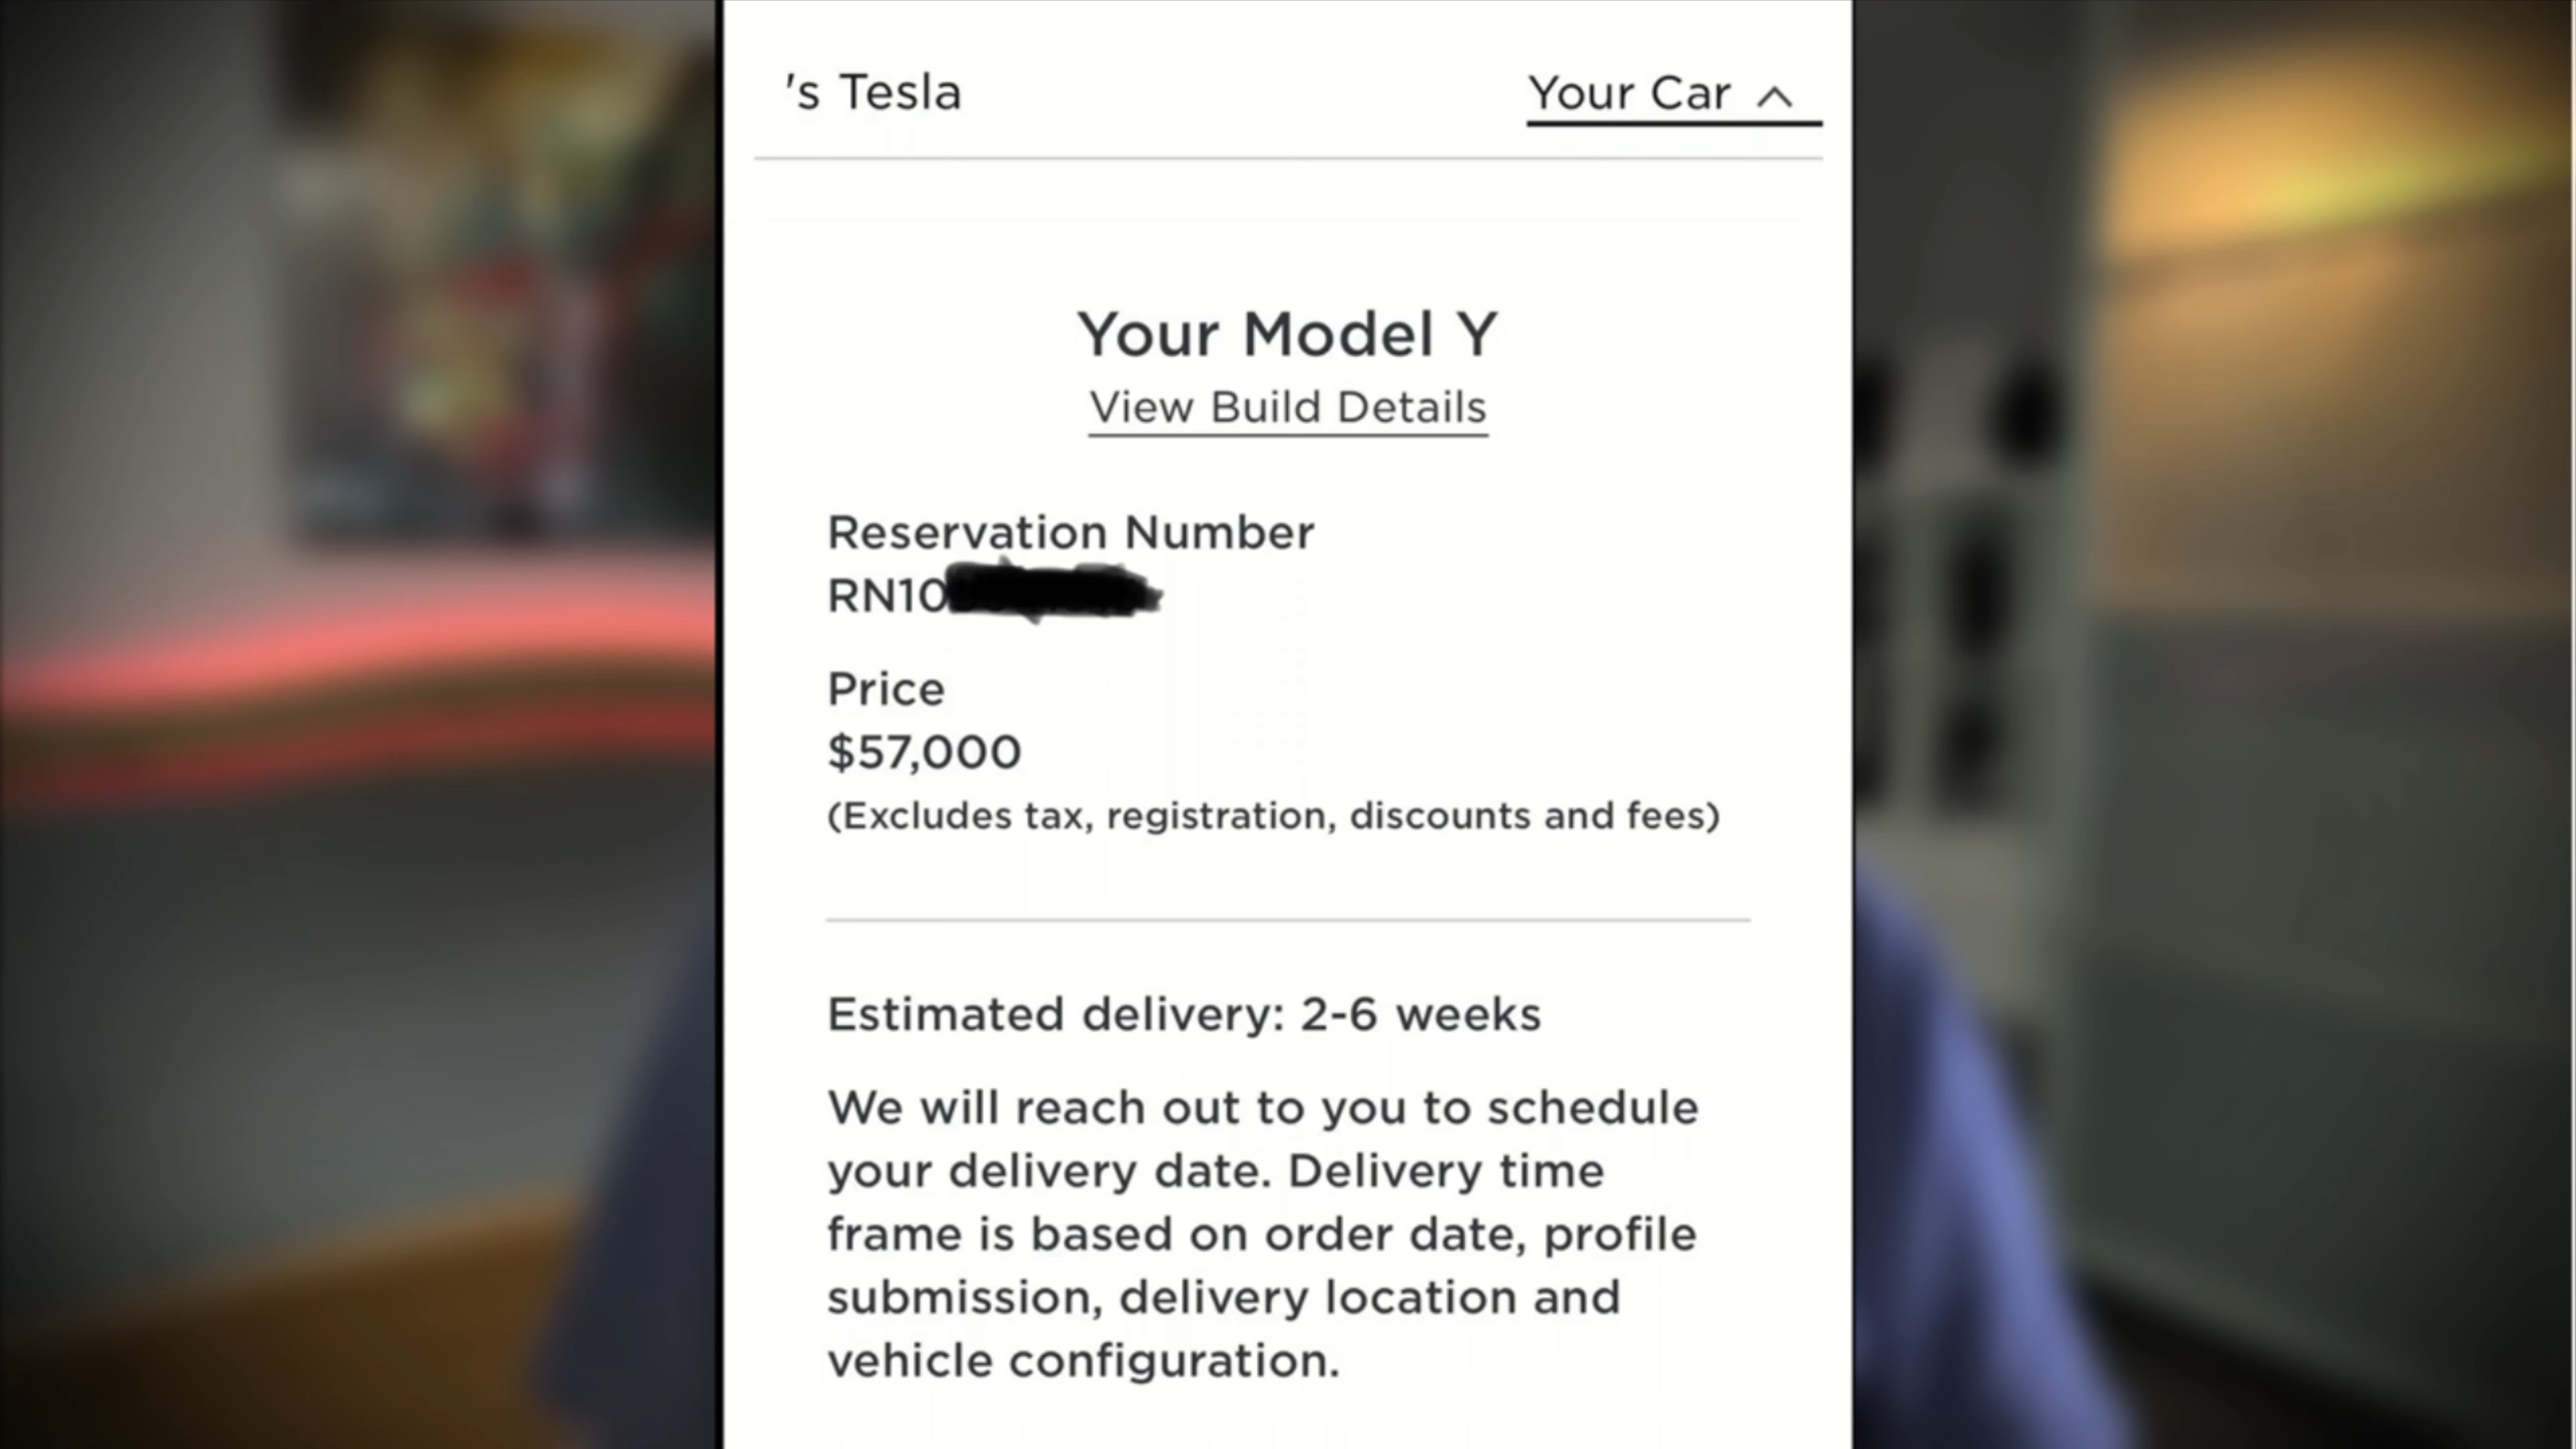 's Tesla
Your Car
Your Model Y
View Build Details
Reservation Number
RN10
Price
$57,000
(Excludes tax, registration, discounts and fees)
Estimated delivery: 2-6 weeks
We will reach out to you to schedule
your delivery date. Delivery time
frame is based on order date, profile
submission, delivery location and
vehicle configuration.